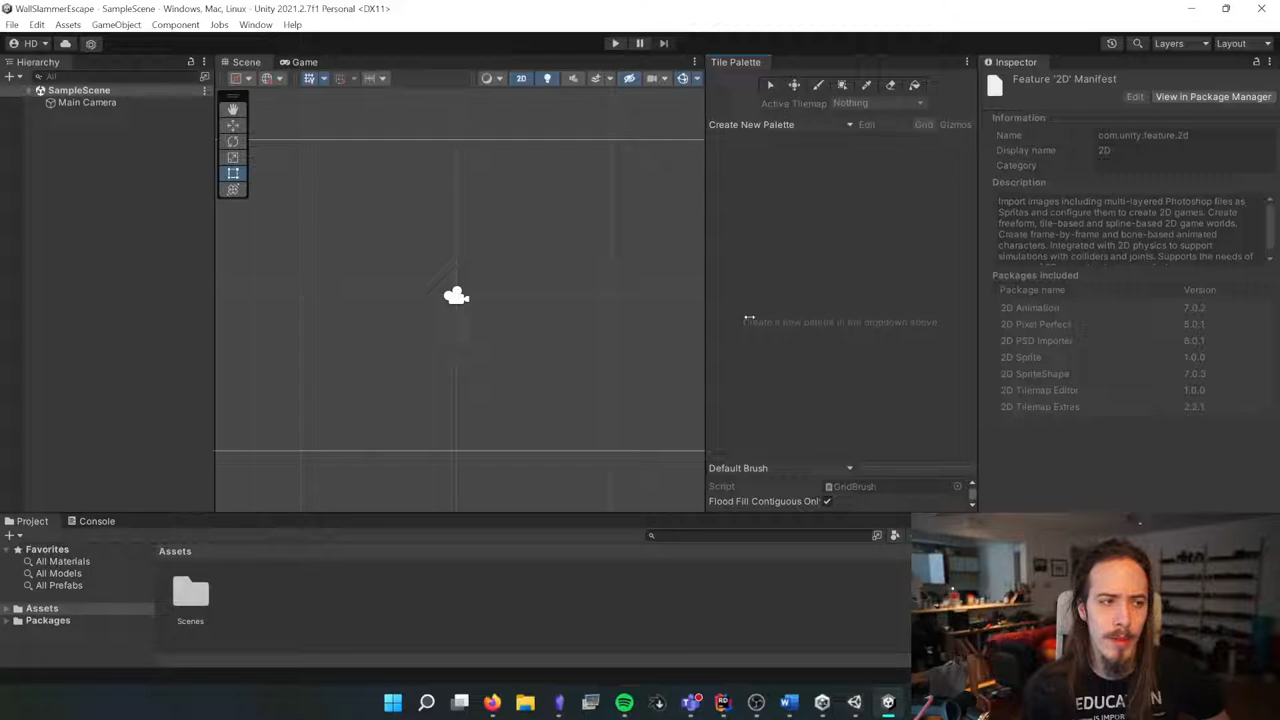 WallSlammerEscape - SampleScene - Windows, Mac, Linux - Unity 2021.2.7f1 Personal <DX11>
File Edit Assets GameObject Component Jobs Window Help
HD
Layers
Layout
Hierarchy
All
SampleScene
Main Camera
Scene
Game
2D
Tile Palette
Active Tilemap Nothing
Create New Palette
Edit
Grid
Gizmos
Create a new palette in the dropdown above.
Default Brush
Script
GridBrush
Flood Fill Contiguous Onl
Inspector
Feature '2D' Manifest
Edit
View in Package Manager
Information
Name com.unity.feature.2d
Display name 2D
Category
Description
Import images including multi-layered Photoshop files as
Sprites and configure them to create 2D games. Create
freeform, tile-based and spline-based 2D game worlds.
Create frame-by-frame and bone-based animated
characters. Integrated with 2D physics to support
simulations with colliders and joints. Supports the needs of
Packages included
Package name Version
2D Animation 7.0.2
2D Pixel Perfect 5.0.1
2D PSD Importer 6.0.1
2D Sprite 1.0.0
2D SpriteShape 7.0.3
2D Tilemap Editor 1.0.0
2D Tilemap Extras 2.2.1
Project
Console
Favorites
All Materials
All Models
All Prefabs
Assets
Packages
Assets
Scenes
EDUCATION
IS IMPOR